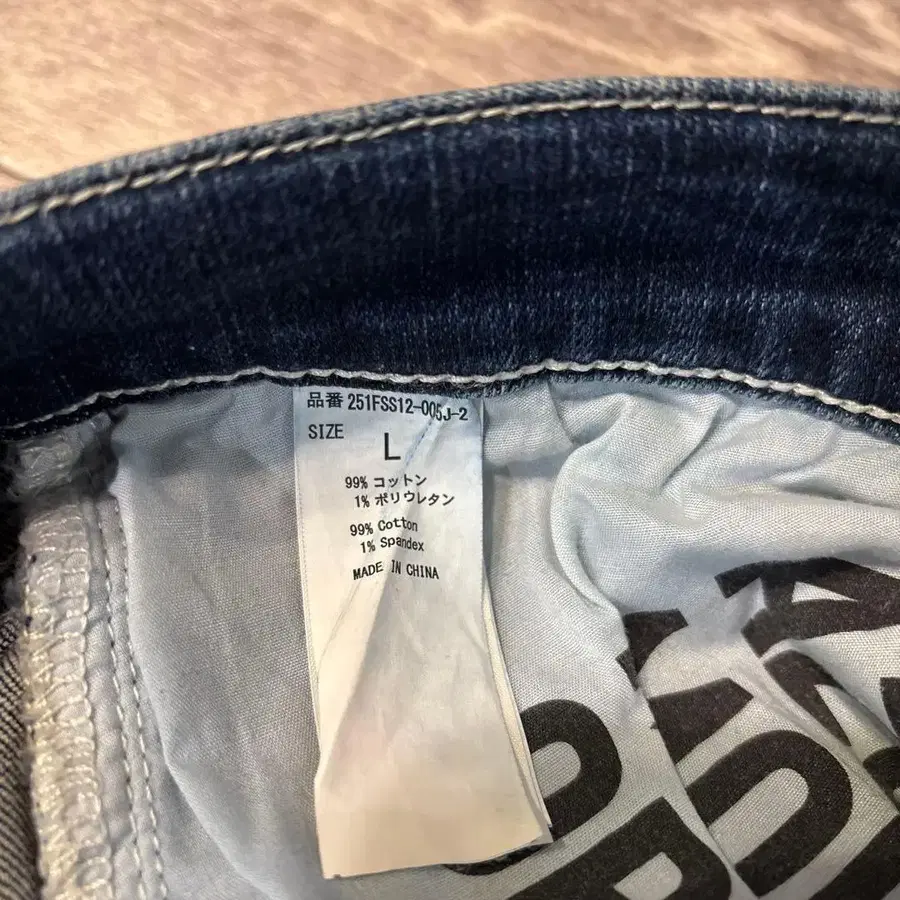 品番 251FSS12-005J-2
SIZE L
99% コットン
1% ポリウレタン
99% Cotton
1% Spandex
MADE IN CHINA